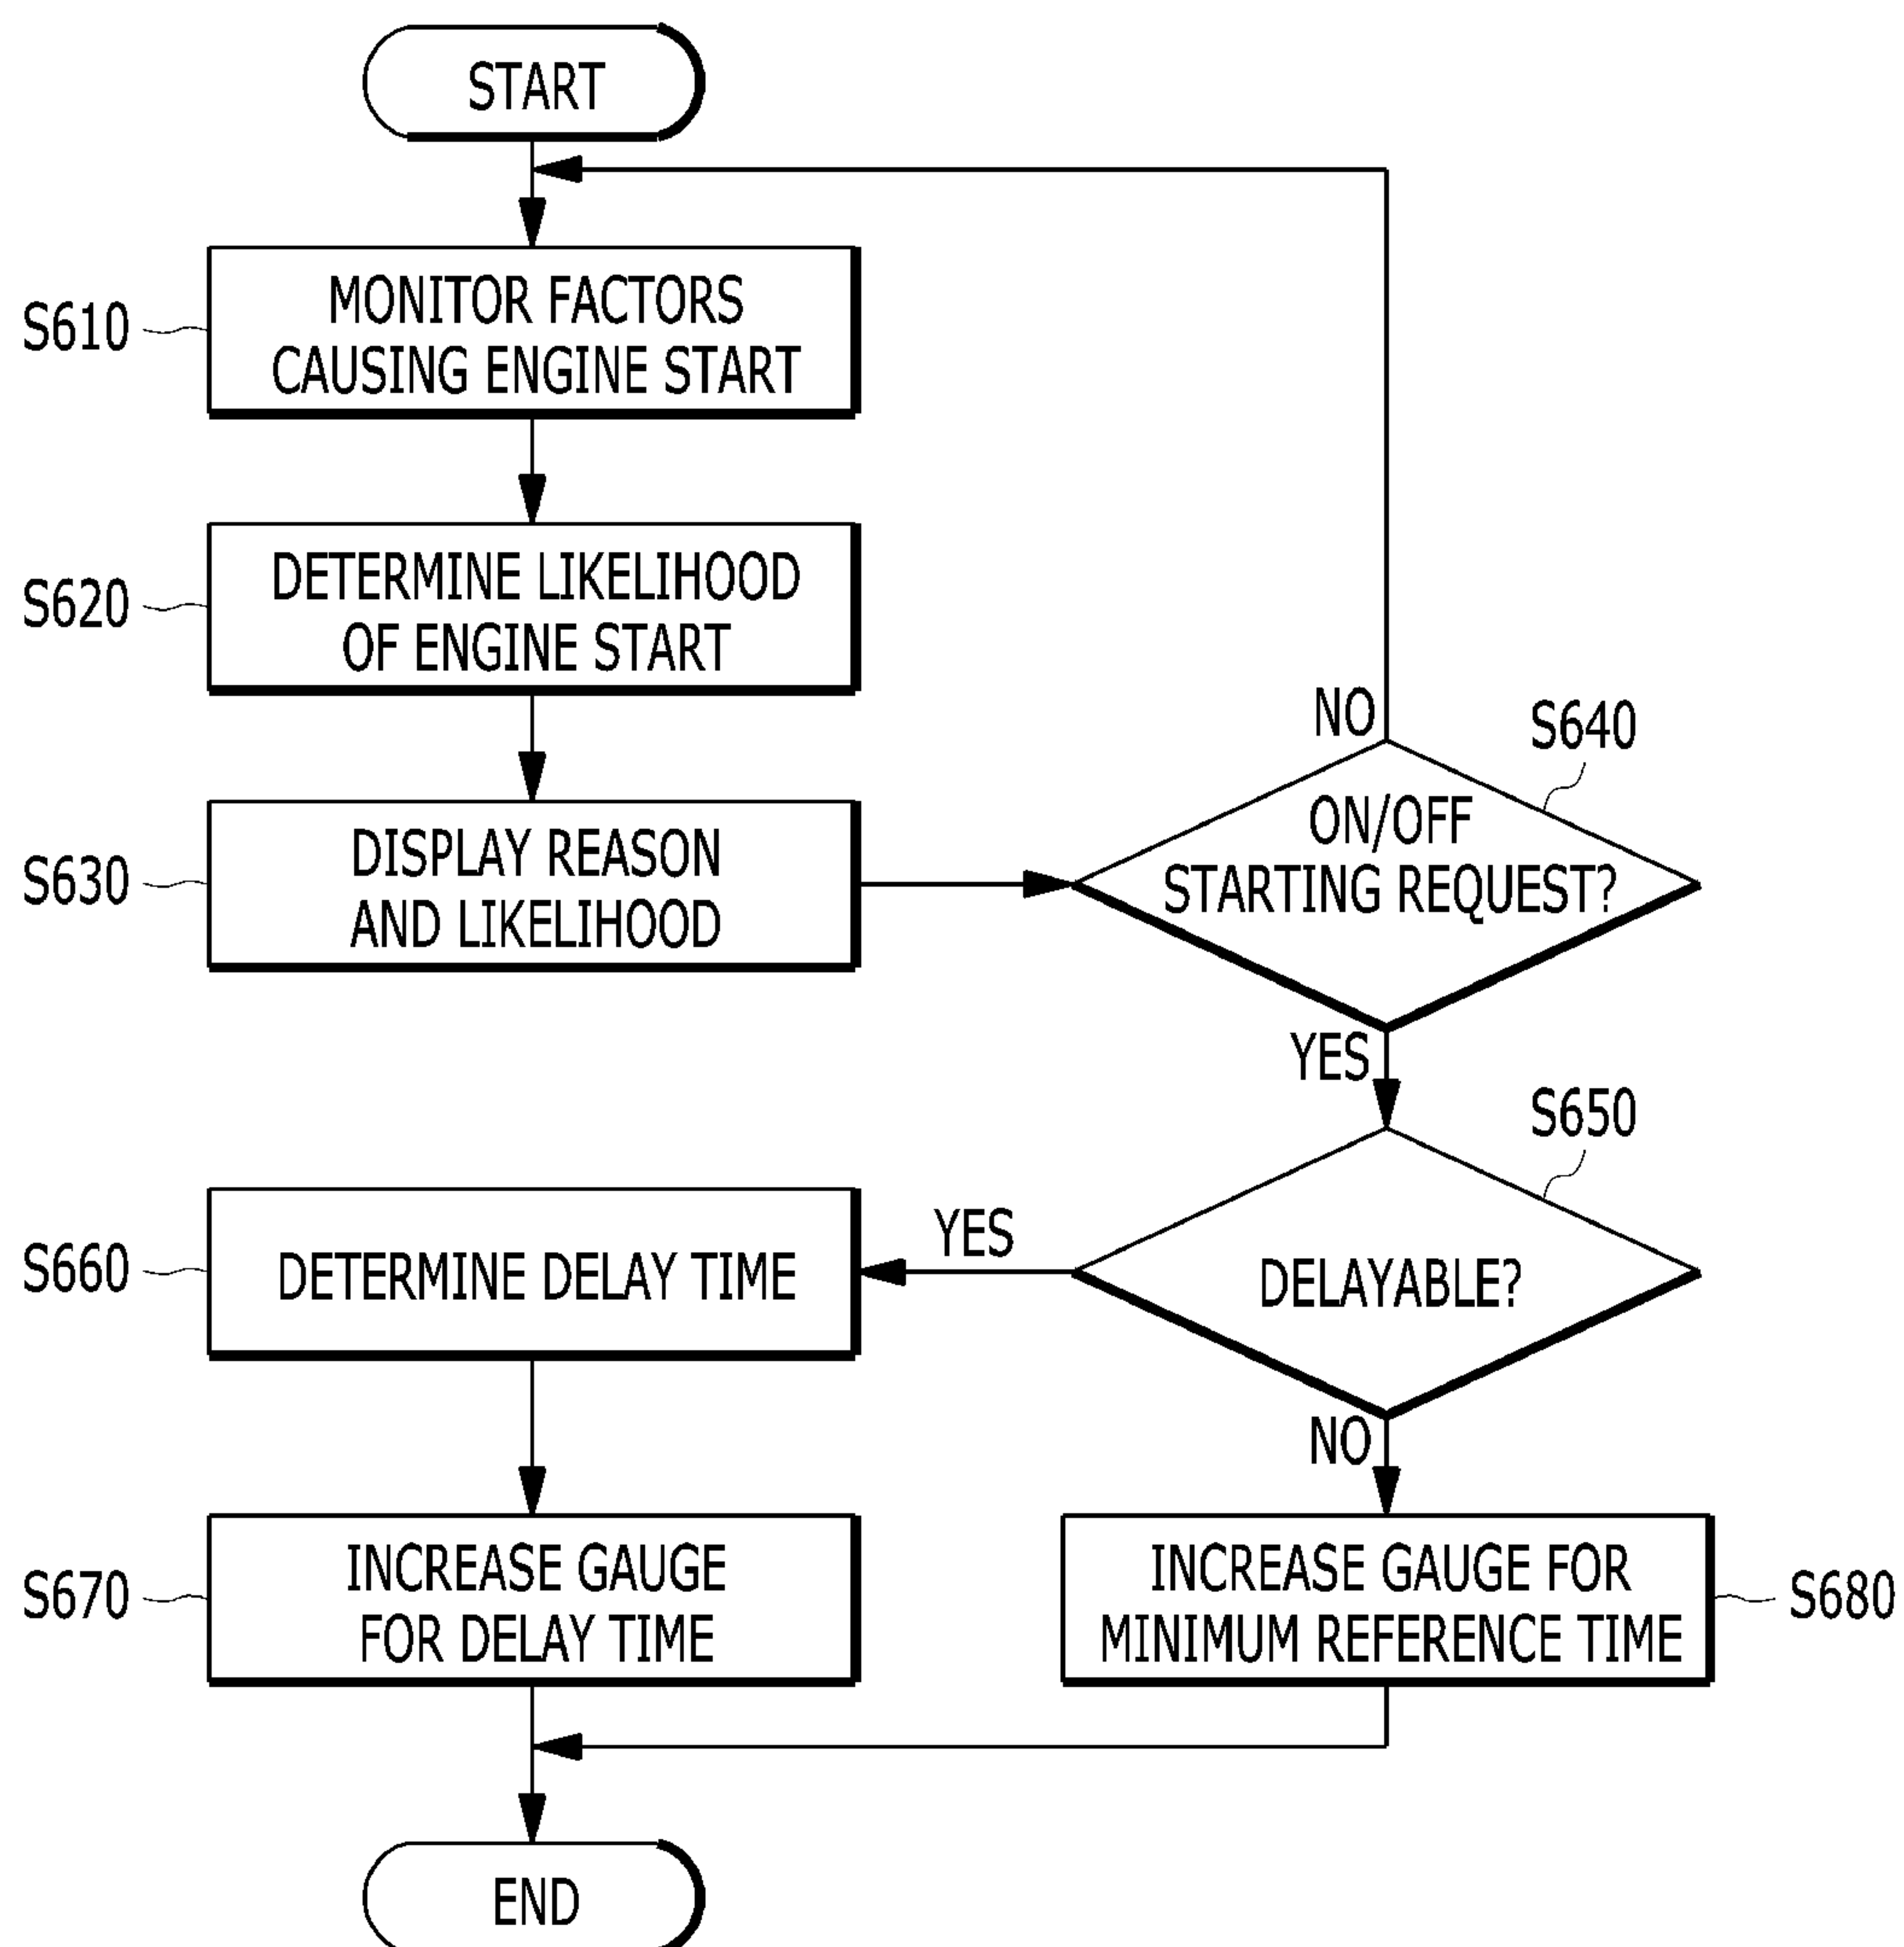 START
S610
MONITOR FACTORS
CAUSING ENGINE START
S620
DETERMINE LIKELIHOOD
OF ENGINE START
S630
DISPLAY REASON
AND LIKELIHOOD
NO
S640
ON/OFF
STARTING REQUEST?
YES
S650
DELAYABLE?
YES
S660
DETERMINE DELAY TIME
NO
S670
INCREASE GAUGE
FOR DELAY TIME
INCREASE GAUGE FOR
MINIMUM REFERENCE TIME
S680
END